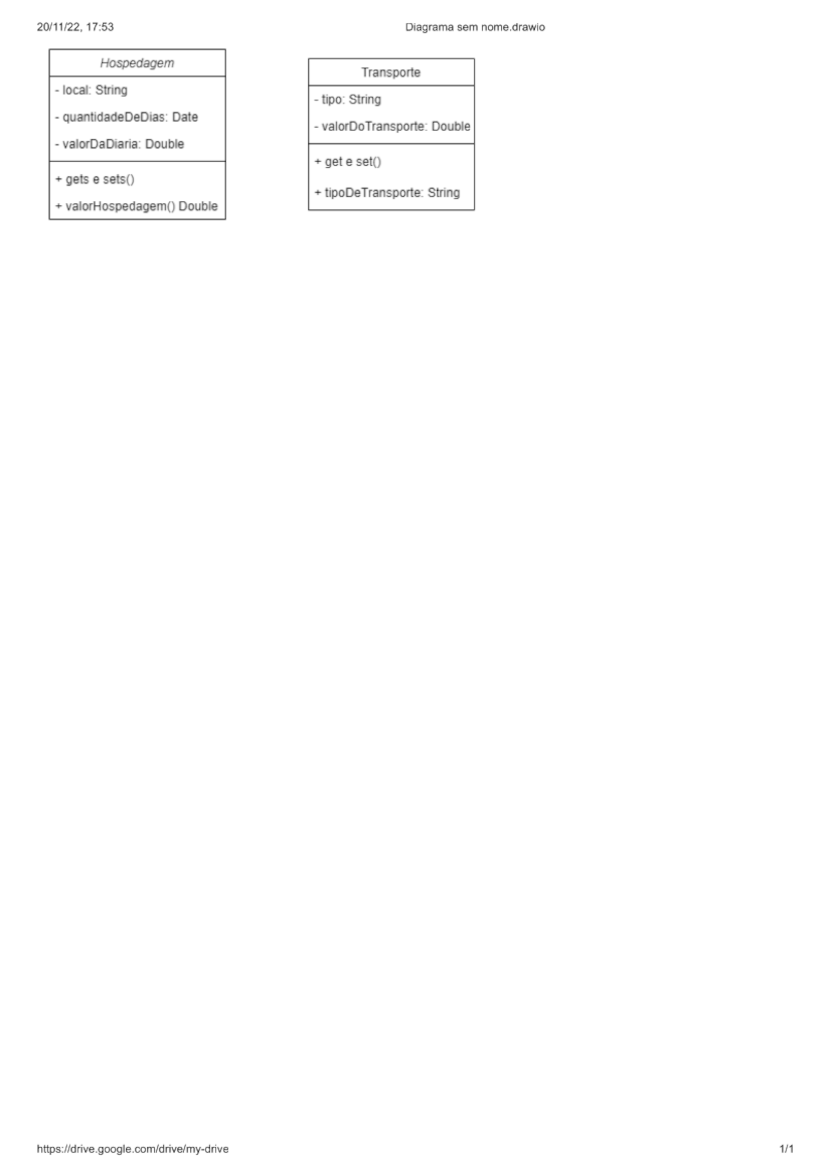 20/11/22, 17:53
Diagrama sem nome.drawio
Hospedagem
- local: String
- quantidadeDeDias: Date
- valorDaDiaria: Double
+ gets e sets()
+ valorHospedagem() Double
Transporte
- tipo: String
- valorDoTransporte: Double
+ get e set()
+ tipoDeTransporte: String
https://drive.google.com/drive/my-drive
1/1